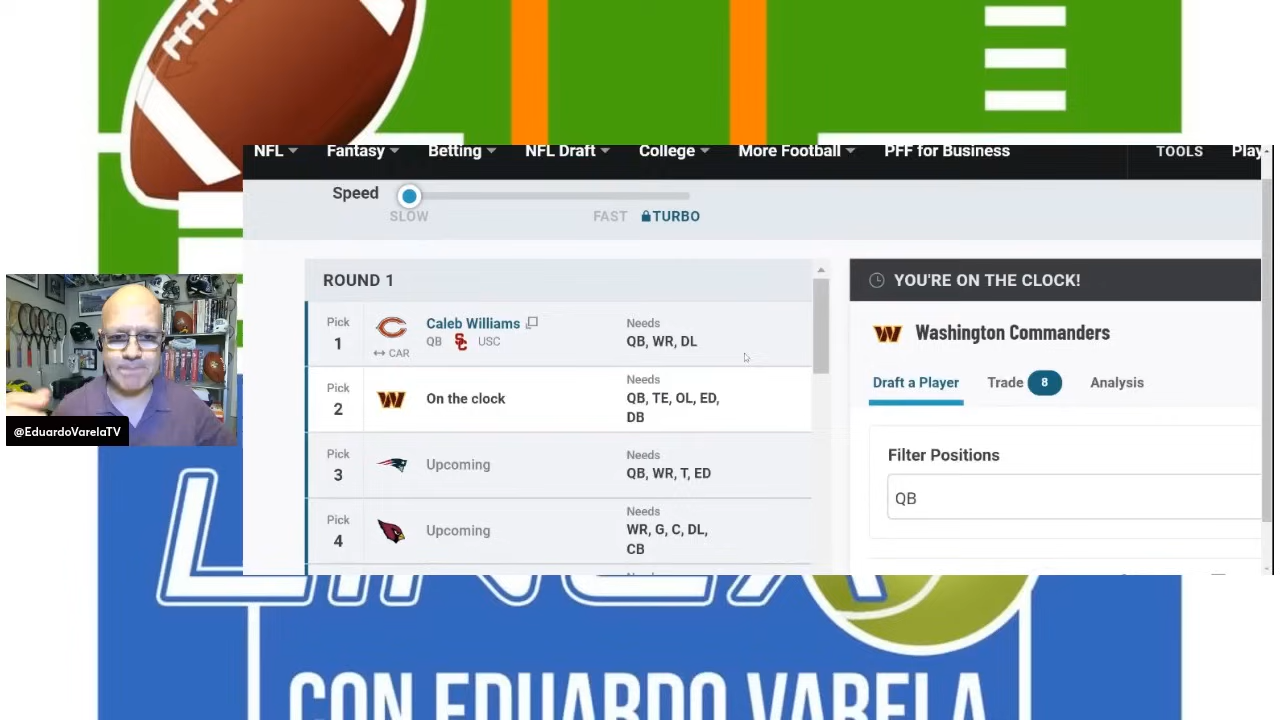 NFL Fantasy Betting NFL Draft College More Football PFF for Business TOOLS Play
Speed
SLOW FAST TURBO
ROUND 1
Pick 1
CAR
Caleb Williams
QB SC USC
Needs
QB, WR, DL
Pick 2
W
On the clock
Needs
QB, TE, OL, ED,
DB
Pick 3
Upcoming
Needs
QB, WR, T, ED
Pick 4
Upcoming
Needs
WR, G, C, DL,
CB
YOU'RE ON THE CLOCK!
W Washington Commanders
Draft a Player Trade 8 Analysis
Filter Positions
QB
@EduardoVarelaTV
LINEA
CON EDUARDO VARELA